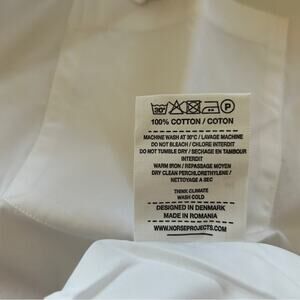 30°
P
100% COTTON / COTON
MACHINE WASH AT 30°C / LAVAGE MACHINE
DO NOT BLEACH / CHLORE INTERDIT
DO NOT TUMBLE DRY / SECHAGE EN TAMBOUR
INTERDIT
WARM IRON / REPASSAGE MOYEN
DRY CLEAN PERCHLORETHYLENE /
NETTOYAGE A SEC
THINK CLIMATE
WASH COLD
DESIGNED IN DENMARK
MADE IN ROMANIA
WWW.NORSEPROJECTS.COM